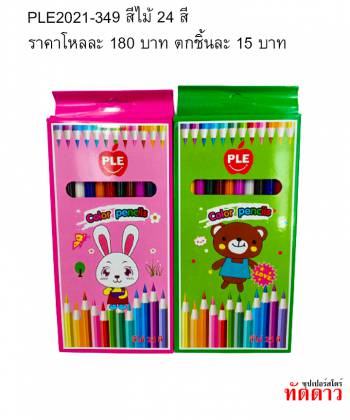 PLE2021-349 สีไม้ 24 สี
ราคาโหลละ 180 บาท ตกชิ้นละ 15 บาท
PLE
PLE
Color pencils
Color pencils
ซุปเปอร์สโตร์
ทัดดาว